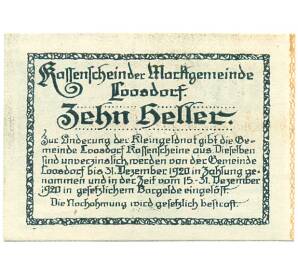 Kassenschein der Marktgemeinde
Loosdorf.
Zehn Heller.
Zur Linderung der Kleingeldnot gibt die Ge-
meinde Loosdorf Kassenscheine aus. Dieselben
sind unverzinslich, werden von der Gemeinde
Loosdorf bis 31. Dezember 1920 in Zahlung ge-
nommen und in der Zeit vom 15.-31. Dezember
1920 in gesetzlichem Bargelde eingelöst.
Die Nachahmung wird gesetzlich bestraft.